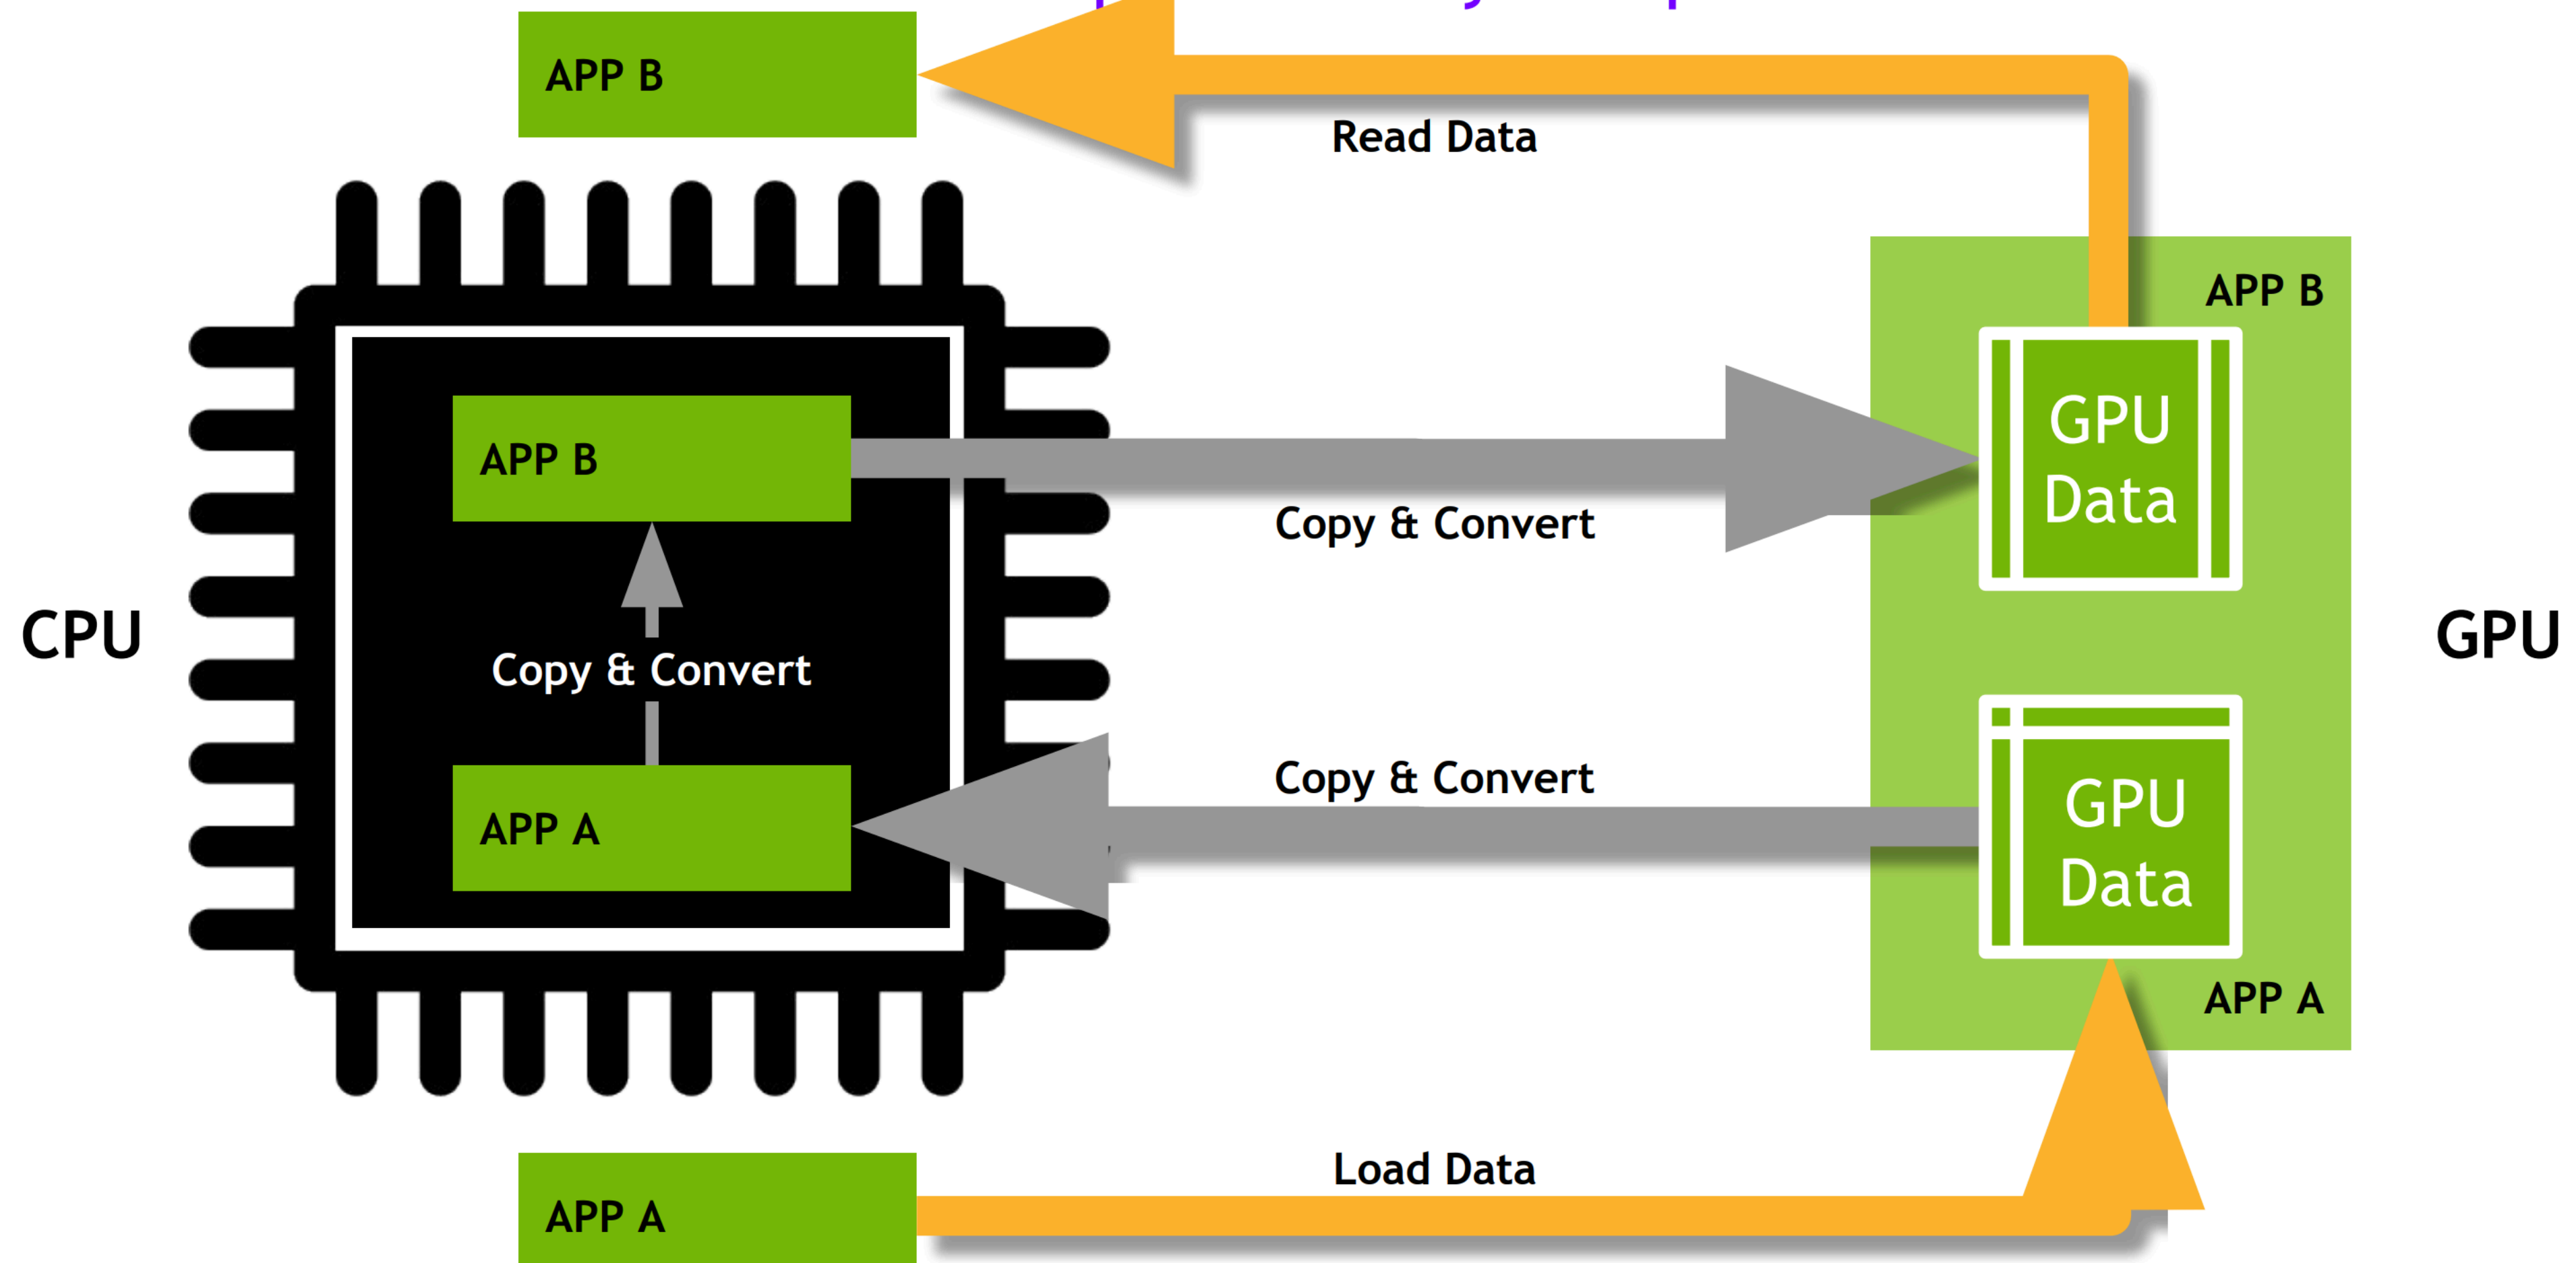 APP B
Read Data
APP B
GPU
Data
APP B
Copy & Convert
CPU
GPU
Copy & Convert
Copy & Convert
APP A
GPU
Data
APP A
Load Data
APP A